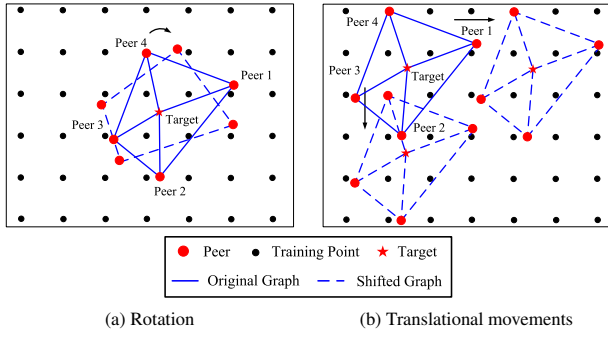 Peer 4
Peer 1
Peer 3
Target
Peer 2
Peer 4
Peer 1
Peer 3
Target
Peer 2
Peer
Training Point
Target
Original Graph
Shifted Graph
(a) Rotation
(b) Translational movements